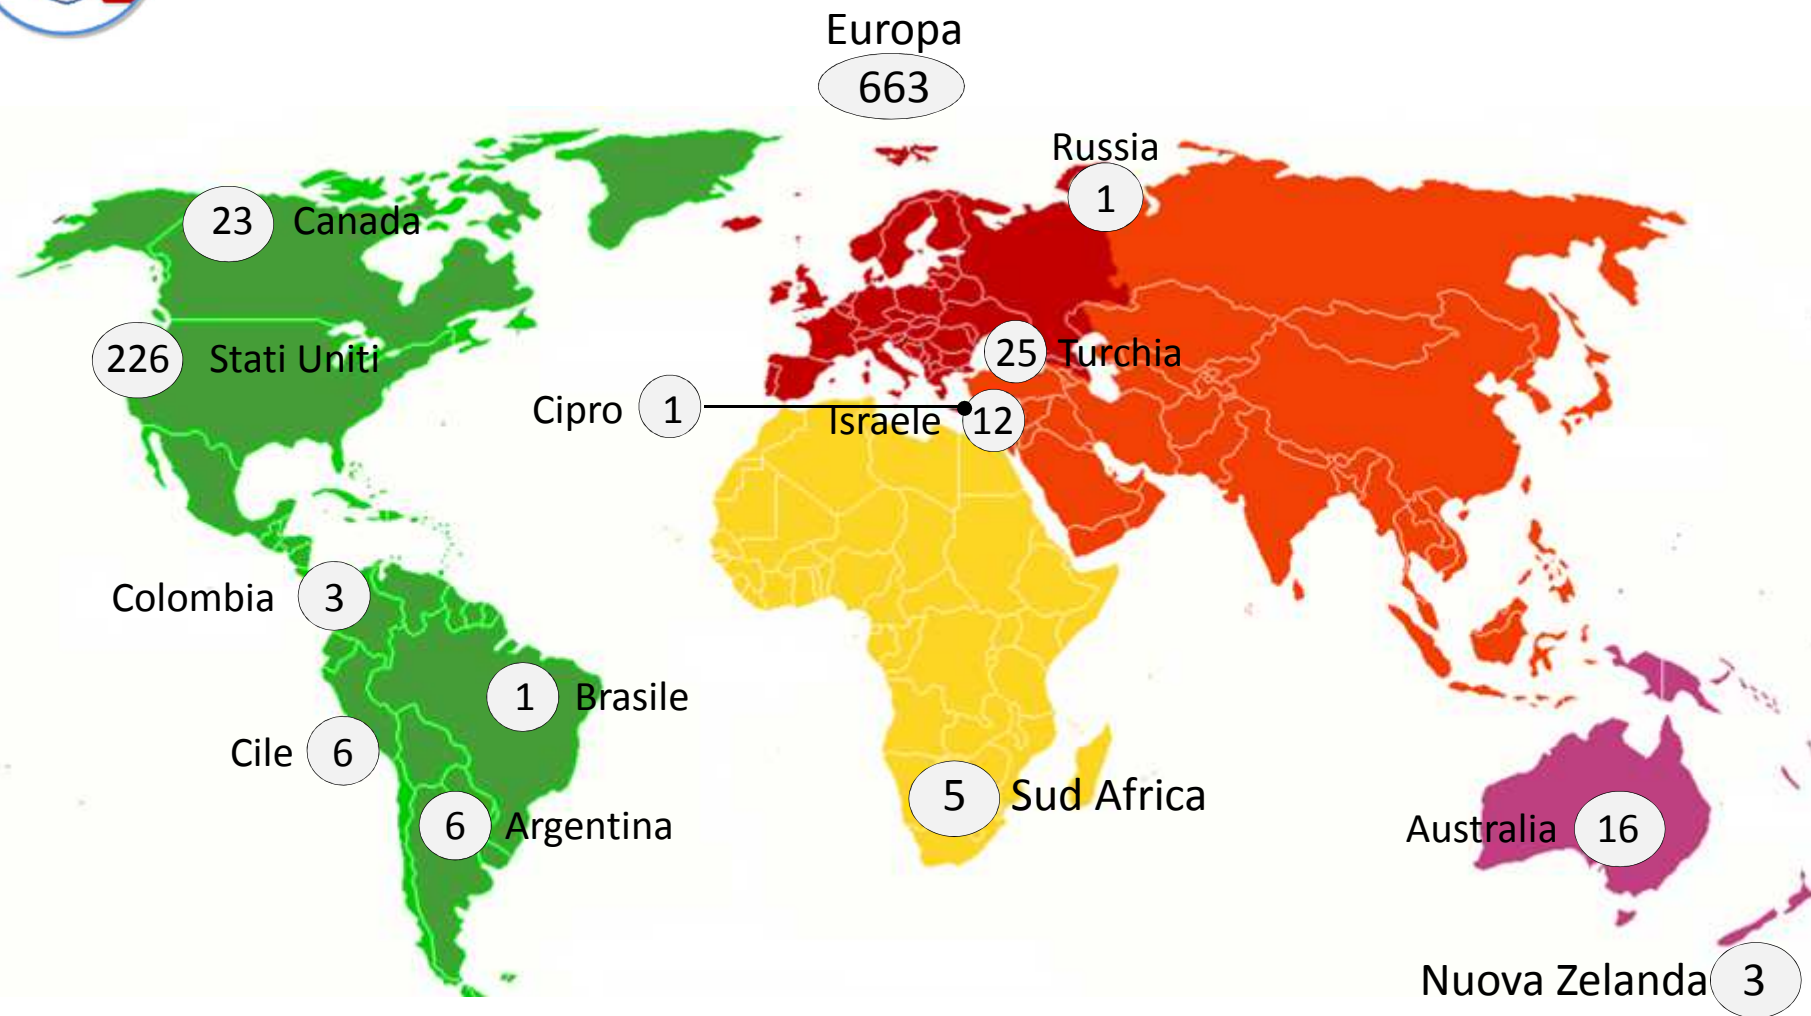 Europa
663
Russia
1
23 Canada
226 Stati Uniti
25 Turchia
Cipro 1
Israele 12
Colombia 3
1 Brasile
Cile 6
6 Argentina
5 Sud Africa
Australia 16
Nuova Zelanda 3